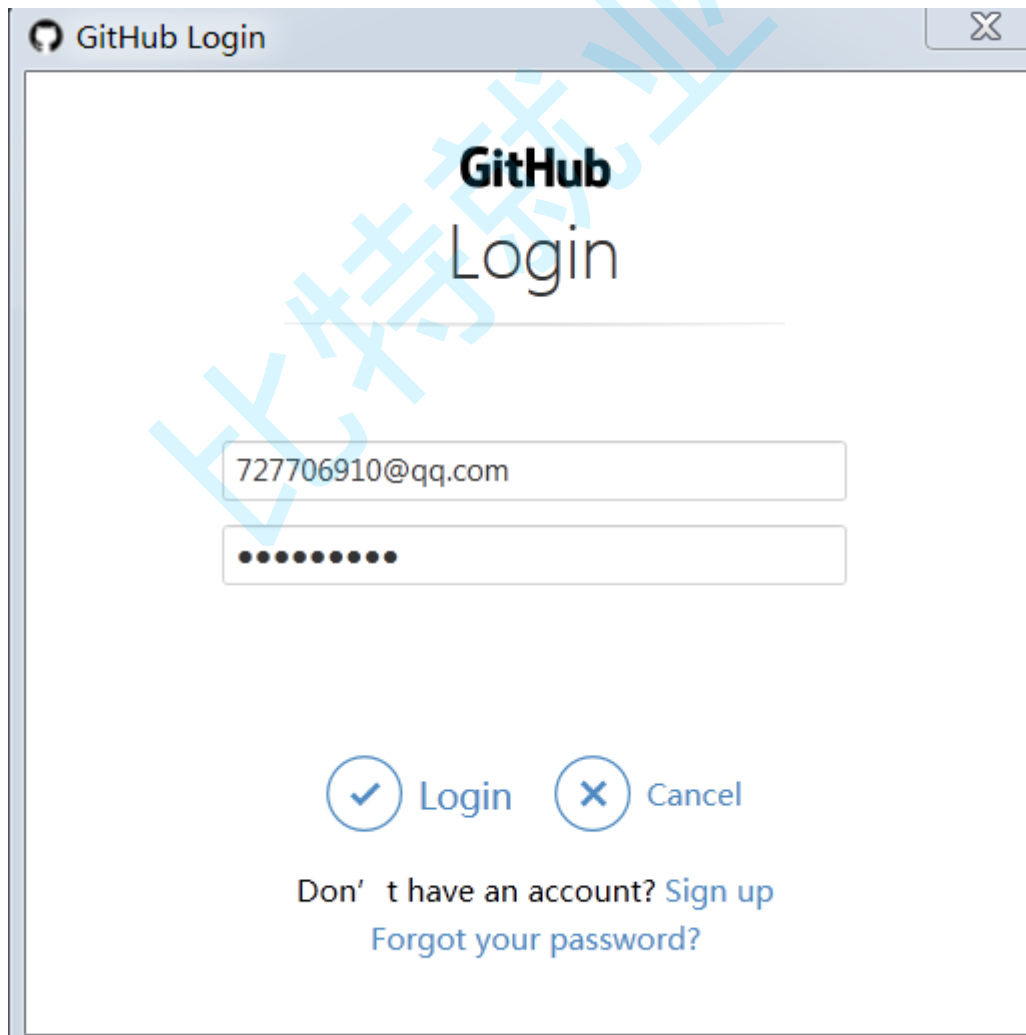 GitHub Login
GitHub
Login
727706910@qq.com
•••••••••
Login Cancel
Don't have an account? Sign up
Forgot your password?
比特就业